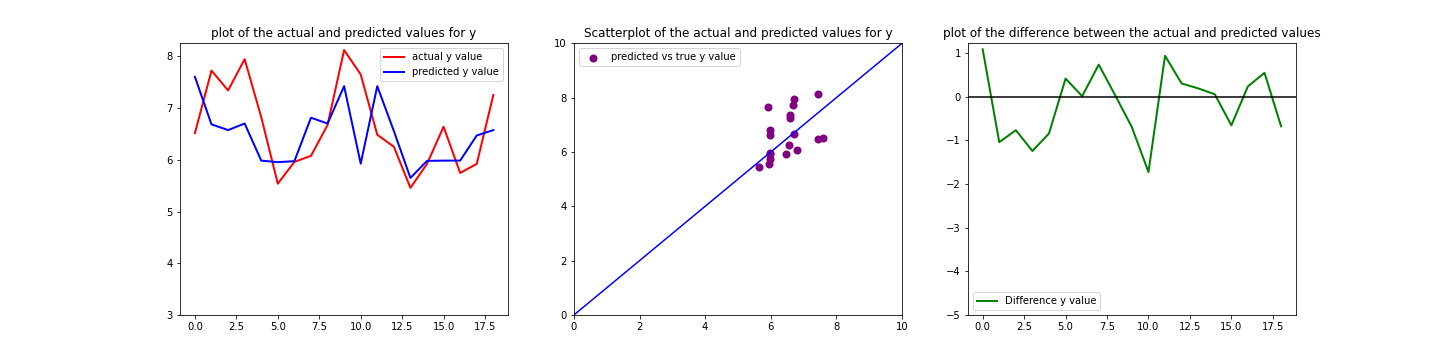 plot of the actual and predicted values for y
actual y value
predicted y value
8
7
6
5
4
3
0.0 2.5 5.0 7.5 10.0 12.5 15.0 17.5
Scatterplot of the actual and predicted values for y
predicted vs true y value
10
8
6
4
2
0
0 2 4 6 8 10
plot of the difference between the actual and predicted values
1
0
−1
−2
−3
−4
−5
Difference y value
0.0 2.5 5.0 7.5 10.0 12.5 15.0 17.5